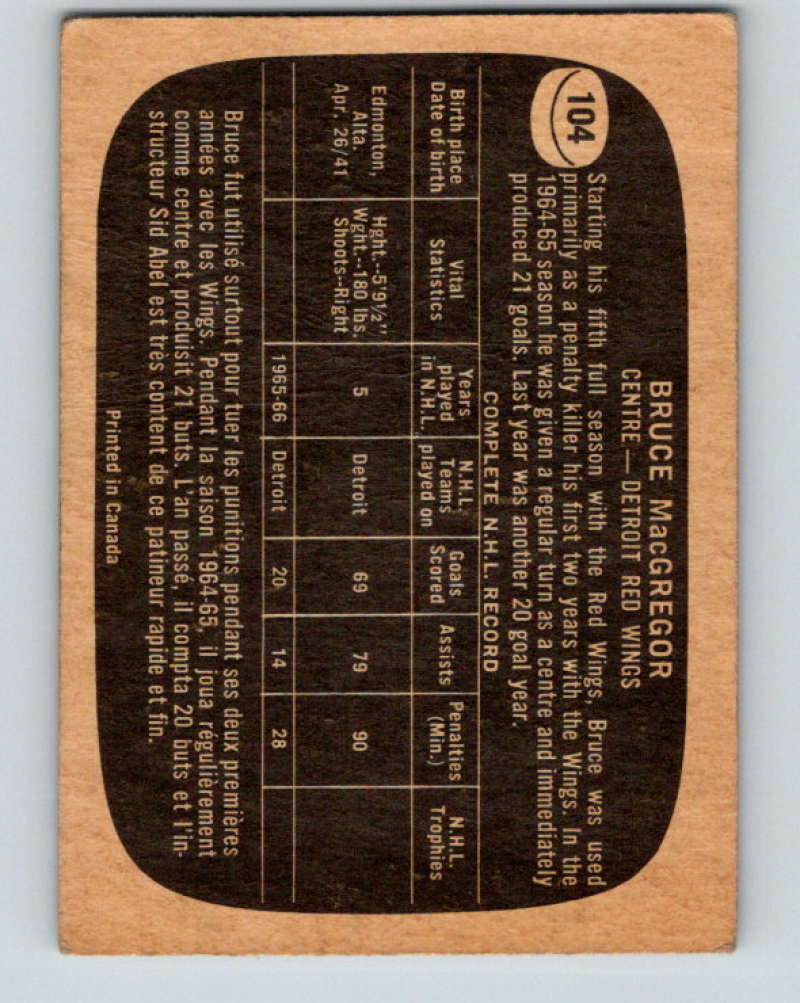 BRUCE MacGREGOR
CENTRE—DETROIT RED WINGS
104
Starting his fifth full season with the Red Wings, Bruce was used
primarily as a penalty killer his first two years with the Wings. In the
1964-65 season he was given a regular turn as a centre and immediately
produced 21 goals. Last year was another 20 goal year.
COMPLETE N.H.L. RECORD
Birth place
Date of birth
Vital
Statistics
Years
played
in N.H.L.
N.H.L.
Teams
played on
Goals
Scored
Assists
Penalties
(Min.)
N.H.L.
Trophies
Edmonton,
Alta.
Apr. 26/41
Hght.--5'9½"
Wght.--180 lbs.
Shoots--Right
5
Detroit
69
79
90
1965-66
Detroit
20
14
28
Bruce fut utilisé surtout pour tuer les punitions pendant ses deux premières
années avec les Wings. Pendant la saison 1964-65, il joua régulièrement
comme centre et produisit 21 buts. L'an passé, il compta 20 buts et l'in-
structeur Sid Abel est très content de ce patineur rapide et fin.
Printed in Canada